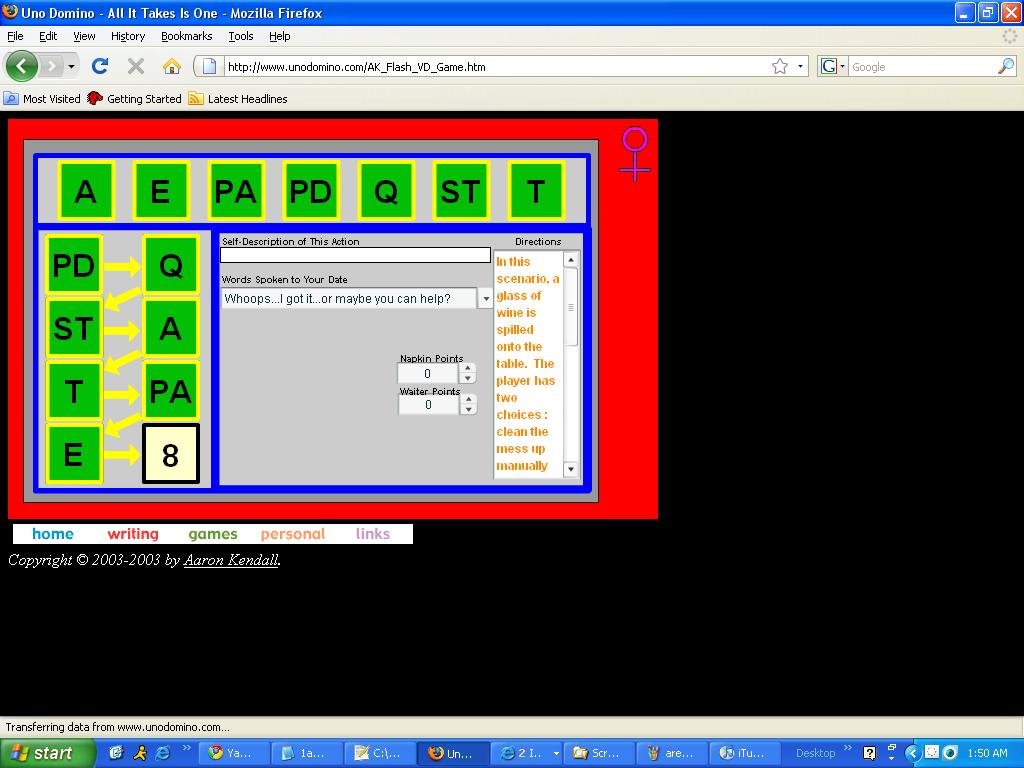 Uno Domino - All It Takes Is One - Mozilla Firefox
File Edit View History Bookmarks Tools Help
http://www.unodomino.com/AK_Flash_VD_Game.htm
G Google
Most Visited Getting Started Latest Headlines
A E PA PD Q ST T
PD Q
ST A
T PA
E 8
Self-Description of This Action
Words Spoken to Your Date
Whoops...I got it...or maybe you can help?
Napkin Points
0
Waiter Points
0
Directions
In this
scenario, a
glass of
wine is
spilled
onto the
table. The
player has
two
choices :
clean the
mess up
manually
home writing games personal links
Copyright © 2003-2003 by Aaron Kendall.
Transferring data from www.unodomino.com...
start Ya... 1a... C:\... Un... 2 I... Scr... are... iTu... Desktop 1:50 AM